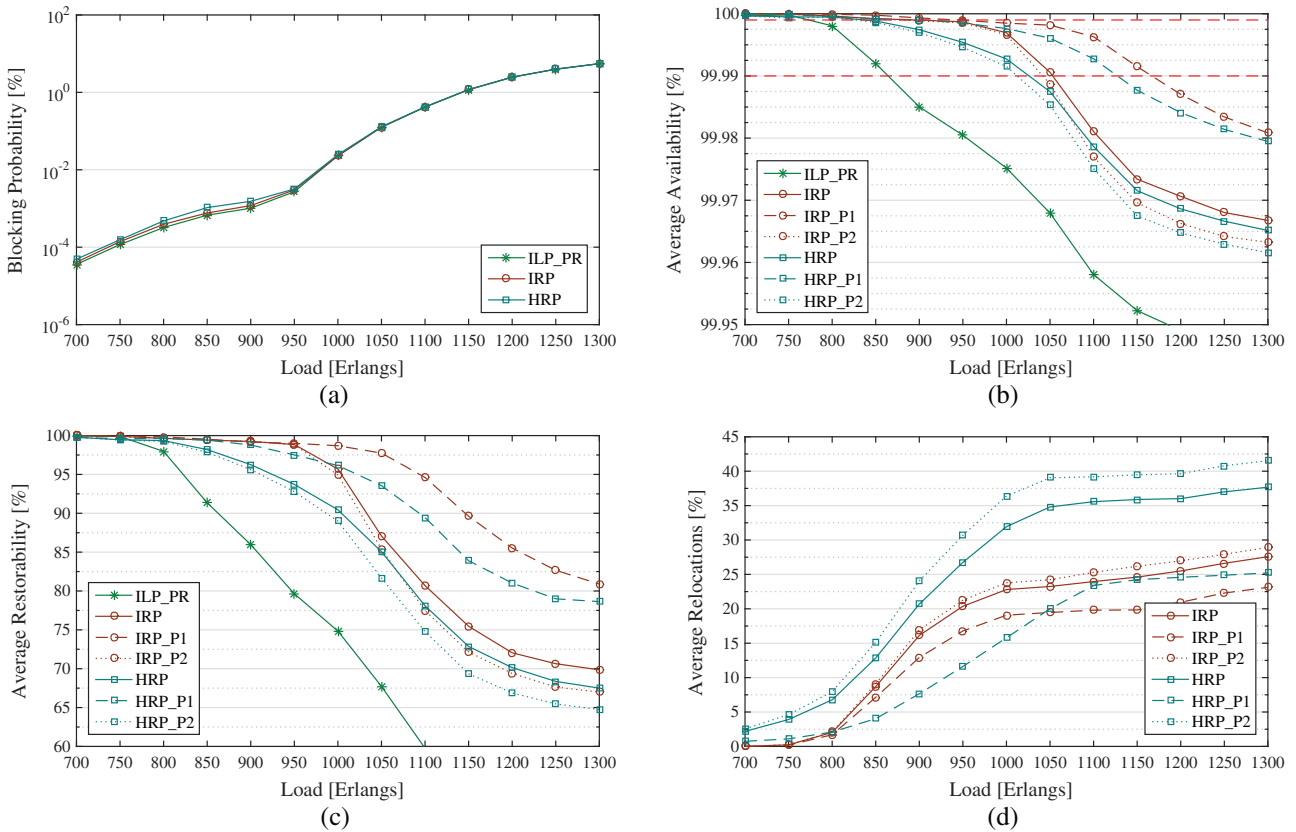 10^2
10^0
10^-2
10^-4
10^-6
Blocking Probability [%]
700 750 800 850 900 950 1000 1050 1100 1150 1200 1250 1300
Load [Erlangs]
ILP_PR
IRP
HRP
(a)
100
99.99
99.98
99.97
99.96
99.95
Average Availability [%]
700 750 800 850 900 950 1000 1050 1100 1150 1200 1250 1300
Load [Erlangs]
ILP_PR
IRP
IRP_P1
IRP_P2
HRP
HRP_P1
HRP_P2
(b)
100
95
90
85
80
75
70
65
60
Average Restorability [%]
700 750 800 850 900 950 1000 1050 1100 1150 1200 1250 1300
Load [Erlangs]
ILP_PR
IRP
IRP_P1
IRP_P2
HRP
HRP_P1
HRP_P2
(c)
45
40
35
30
25
20
15
10
5
0
Average Relocations [%]
700 750 800 850 900 950 1000 1050 1100 1150 1200 1250 1300
Load [Erlangs]
IRP
IRP_P1
IRP_P2
HRP
HRP_P1
HRP_P2
(d)